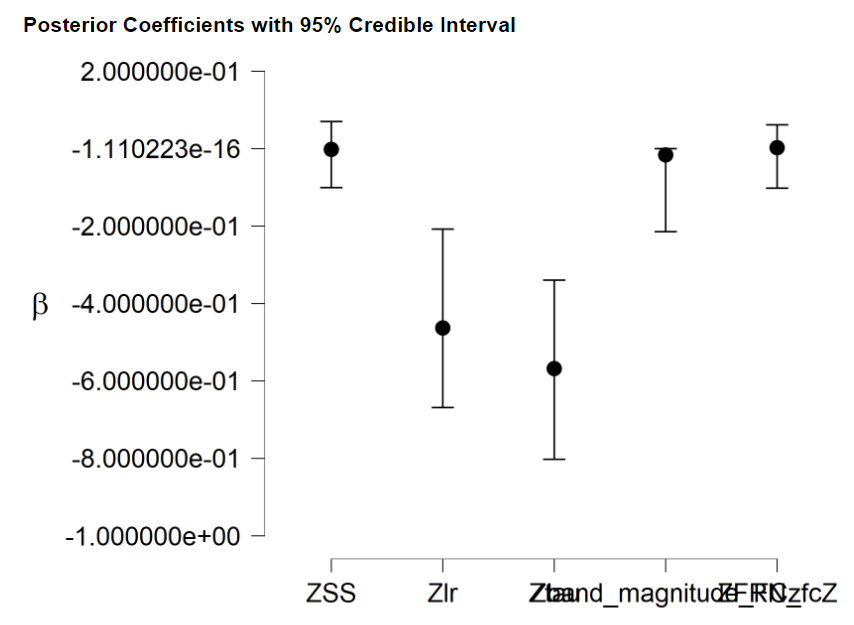 Posterior Coefficients with 95% Credible Interval
2.000000e-01
-1.110223e-16
-2.000000e-01
β
-4.000000e-01
-6.000000e-01
-8.000000e-01
-1.000000e+00
ZSS Zlr